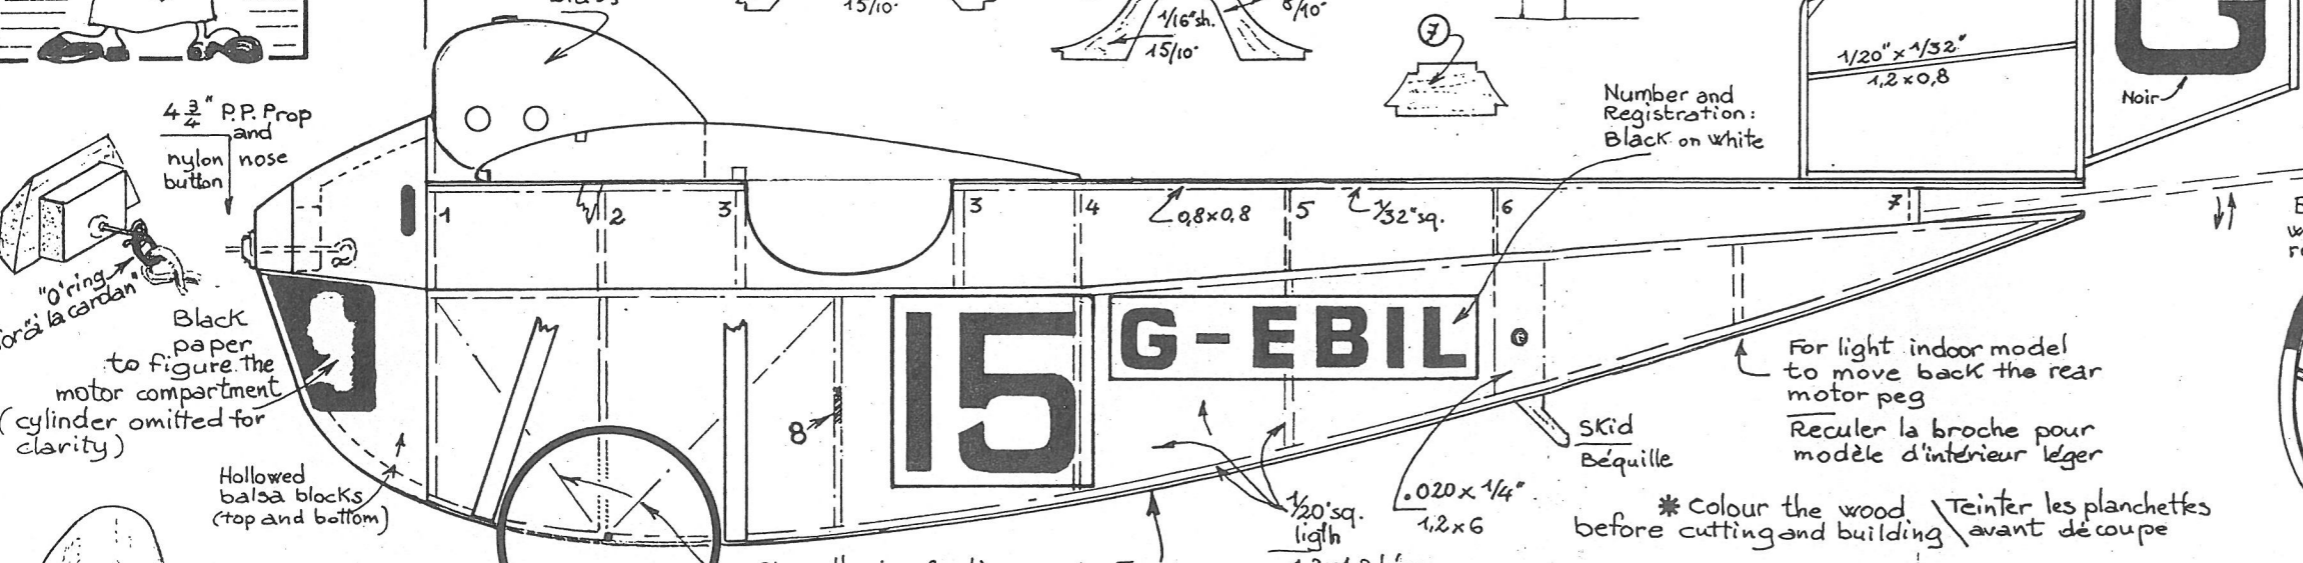 15/10
1/16"sh.
15/10
8/10
7
1/20" x 1/32"
1,2 x 0,8
G
Noir
4 3/4" P.P. Prop
and
nylon nose
button
Number and
Registration:
Black on white
1
2
3
3
4
0,8 x 0,8
5
1/32"sq.
6
7
"O" ring
"à la cardan"
Black
paper
to figure the
motor compartment
(cylinder omitted for
clarity)
Hollowed
balsa blocks
(top and bottom)
8
15
G-EBIL
1/20"sq.
ligth
.020 x 1/4"
1,2 x 6
Skid
Béquille
For light indoor model
to move back the rear
motor peg
Reculer la broche pour
modèle d'intérieur léger
* Colour the wood
before cutting and building
Teinter les planchettes
avant découpe